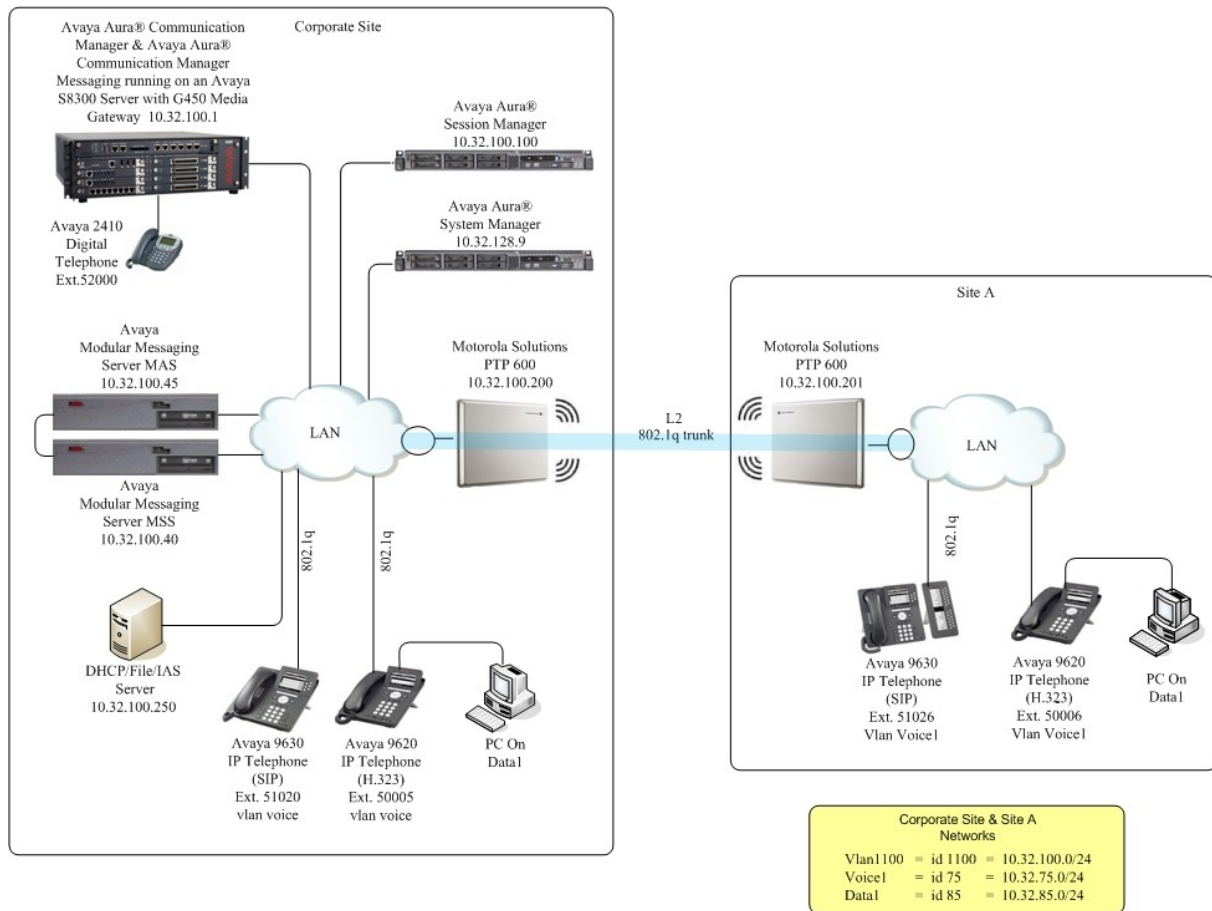 Corporate Site
Avaya Aura® Communication
Manager & Avaya Aura®
Communication Manager
Messaging running on an Avaya
S8300 Server with G450 Media
Gateway 10.32.100.1
Avaya Aura®
Session Manager
10.32.100.100
Avaya 2410
Digital
Telephone
Ext.52000
Avaya Aura®
System Manager
10.32.128.9
Avaya
Modular Messaging
Server MAS
10.32.100.45
Motorola Solutions
PTP 600
10.32.100.200
LAN
Avaya
Modular Messaging
Server MSS
10.32.100.40
802.1q
802.1q
DHCP/File/IAS
Server
10.32.100.250
Avaya 9630
IP Telephone
(SIP)
Ext. 51020
vlan voice
Avaya 9620
IP Telephone
(H.323)
Ext. 50005
vlan voice
PC On
Data1
L2
802.1q trunk
Site A
Motorola Solutions
PTP 600
10.32.100.201
LAN
802.1q
Avaya 9630
IP Telephone
(SIP)
Ext. 51026
Vlan Voice1
Avaya 9620
IP Telephone
(H.323)
Ext. 50006
Vlan Voice1
PC On
Data1
Corporate Site & Site A
Networks
Vlan1100 = id 1100 = 10.32.100.0/24
Voice1 = id 75 = 10.32.75.0/24
Data1 = id 85 = 10.32.85.0/24